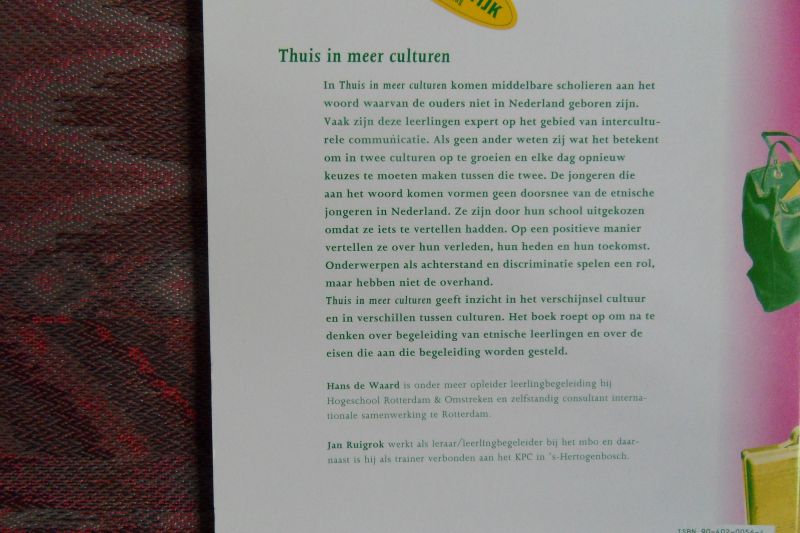 IJK
Thuis in meer culturen
In Thuis in meer culturen komen middelbare scholieren aan het
woord waarvan de ouders niet in Nederland geboren zijn.
Vaak zijn deze leerlingen expert op het gebied van intercultu-
rele communicatie. Als geen ander weten zij wat het betekent
om in twee culturen op te groeien en elke dag opnieuw
keuzes te moeten maken tussen die twee. De jongeren die
aan het woord komen vormen geen doorsnee van de etnische
jongeren in Nederland. Ze zijn door hun school uitgekozen
omdat ze iets te vertellen hadden. Op een positieve manier
vertellen ze over hun verleden, hun heden en hun toekomst.
Onderwerpen als achterstand en discriminatie spelen een rol,
maar hebben niet de overhand.
Thuis in meer culturen geeft inzicht in het verschijnsel cultuur
en in verschillen tussen culturen. Het boek roept op om na te
denken over begeleiding van etnische leerlingen en over de
eisen die aan die begeleiding worden gesteld.
Hans de Waard is onder meer opleider leerlingbegeleiding bij
Hogeschool Rotterdam & Omstreken en zelfstandig consultant interna-
tionale samenwerking te Rotterdam.
Jan Ruigrok werkt als leraar/leerlingbegeleider bij het mbo en daar-
naast is hij als trainer verbonden aan het KPC in 's-Hertogenbosch.
ISBN